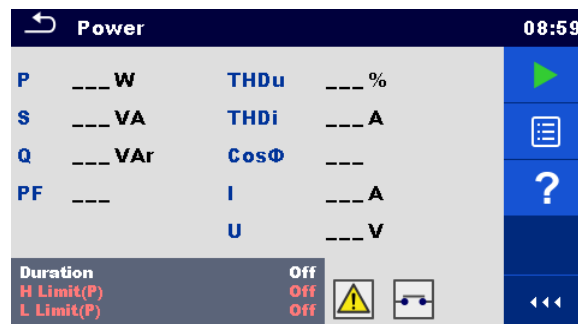 Power 08:59
P ___W THDu ___%
S ___VA THDi ___A
Q ___VAr CosΦ ___
PF ___ I ___A
U ___V
Duration Off
H Limit(P) Off
L Limit(P) Off
?